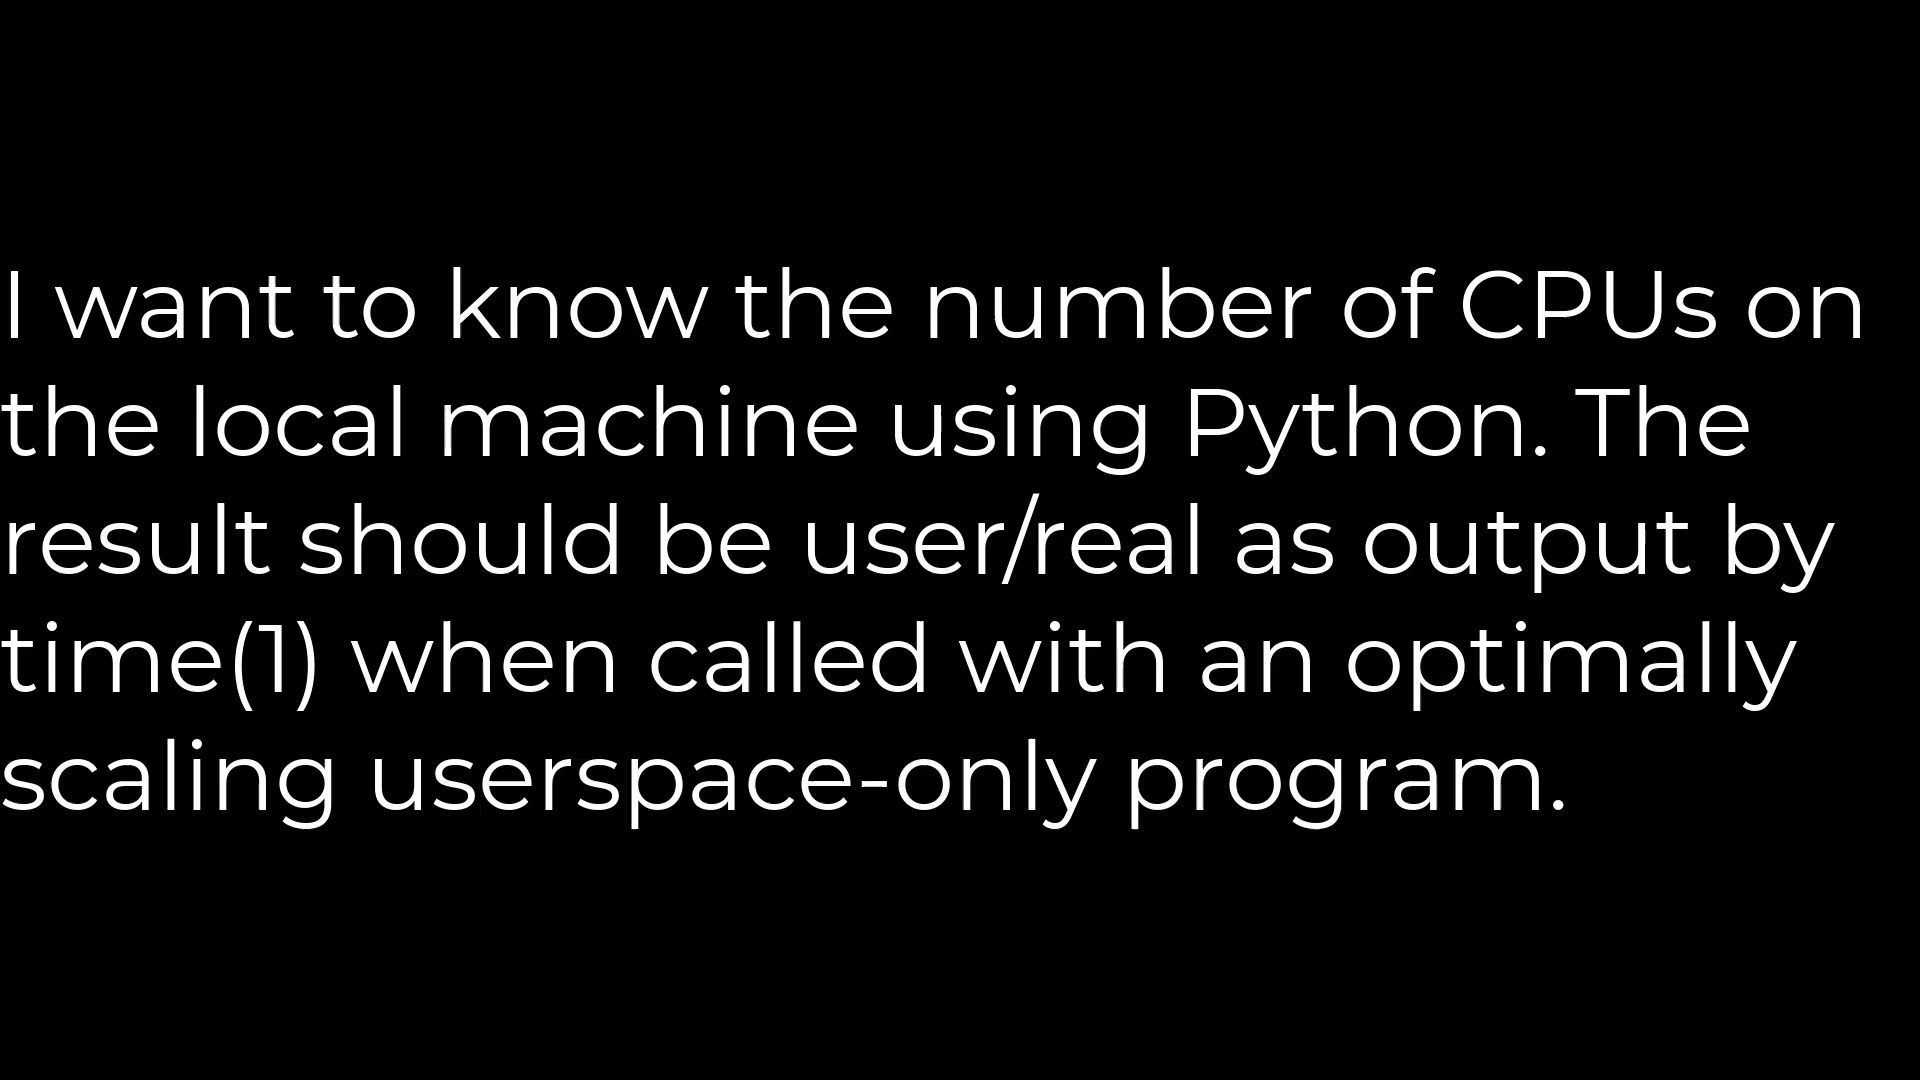 I want to know the number of CPUs on
the local machine using Python. The
result should be user/real as output by
time(1) when called with an optimally
scaling userspace-only program.